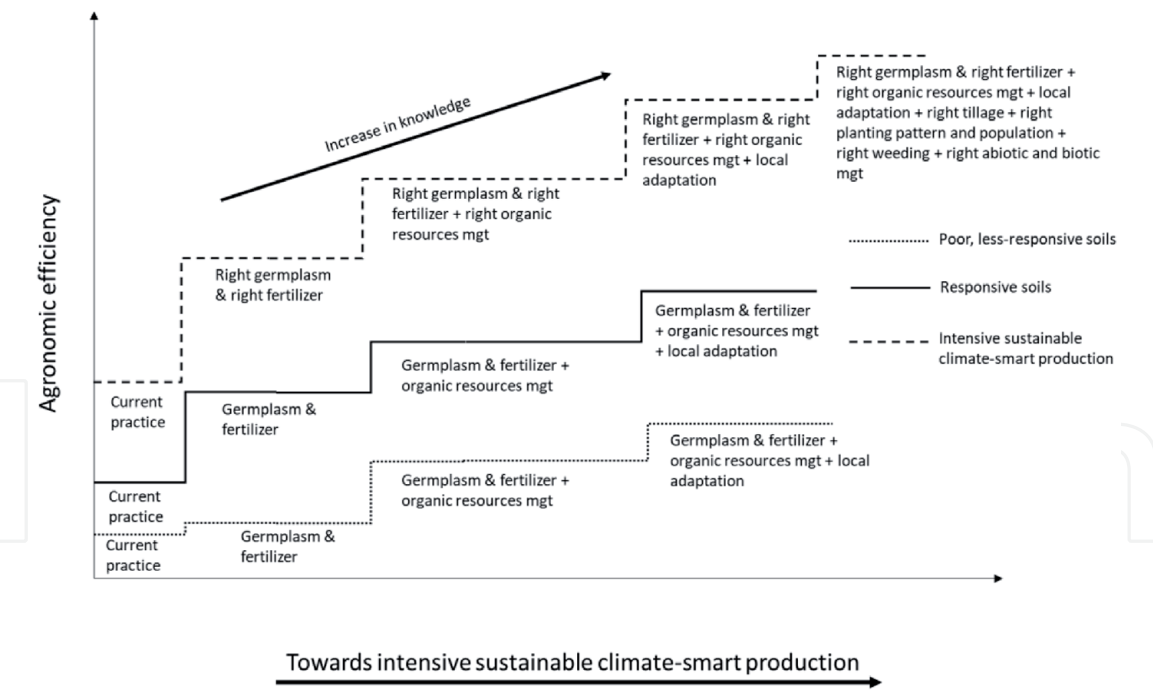 Agronomic efficiency
Increase in knowledge
Right germplasm & right fertilizer +
right organic resources mgt + local
adaptation + right tillage + right
planting pattern and population +
right weeding + right abiotic and biotic
mgt
Right germplasm & right
fertilizer + right organic
resources mgt + local
adaptation
Right germplasm & right
fertilizer + right organic
resources mgt
Right germplasm
& right fertilizer
Current
practice
Poor, less-responsive soils
Responsive soils
Intensive sustainable
climate-smart production
Germplasm & fertilizer
+ organic resources mgt
+ local adaptation
Germplasm & fertilizer +
organic resources mgt
Germplasm &
fertilizer
Current
practice
Germplasm & fertilizer +
organic resources mgt + local
adaptation
Germplasm & fertilizer +
organic resources mgt
Germplasm &
fertilizer
Current
practice
Towards intensive sustainable climate-smart production